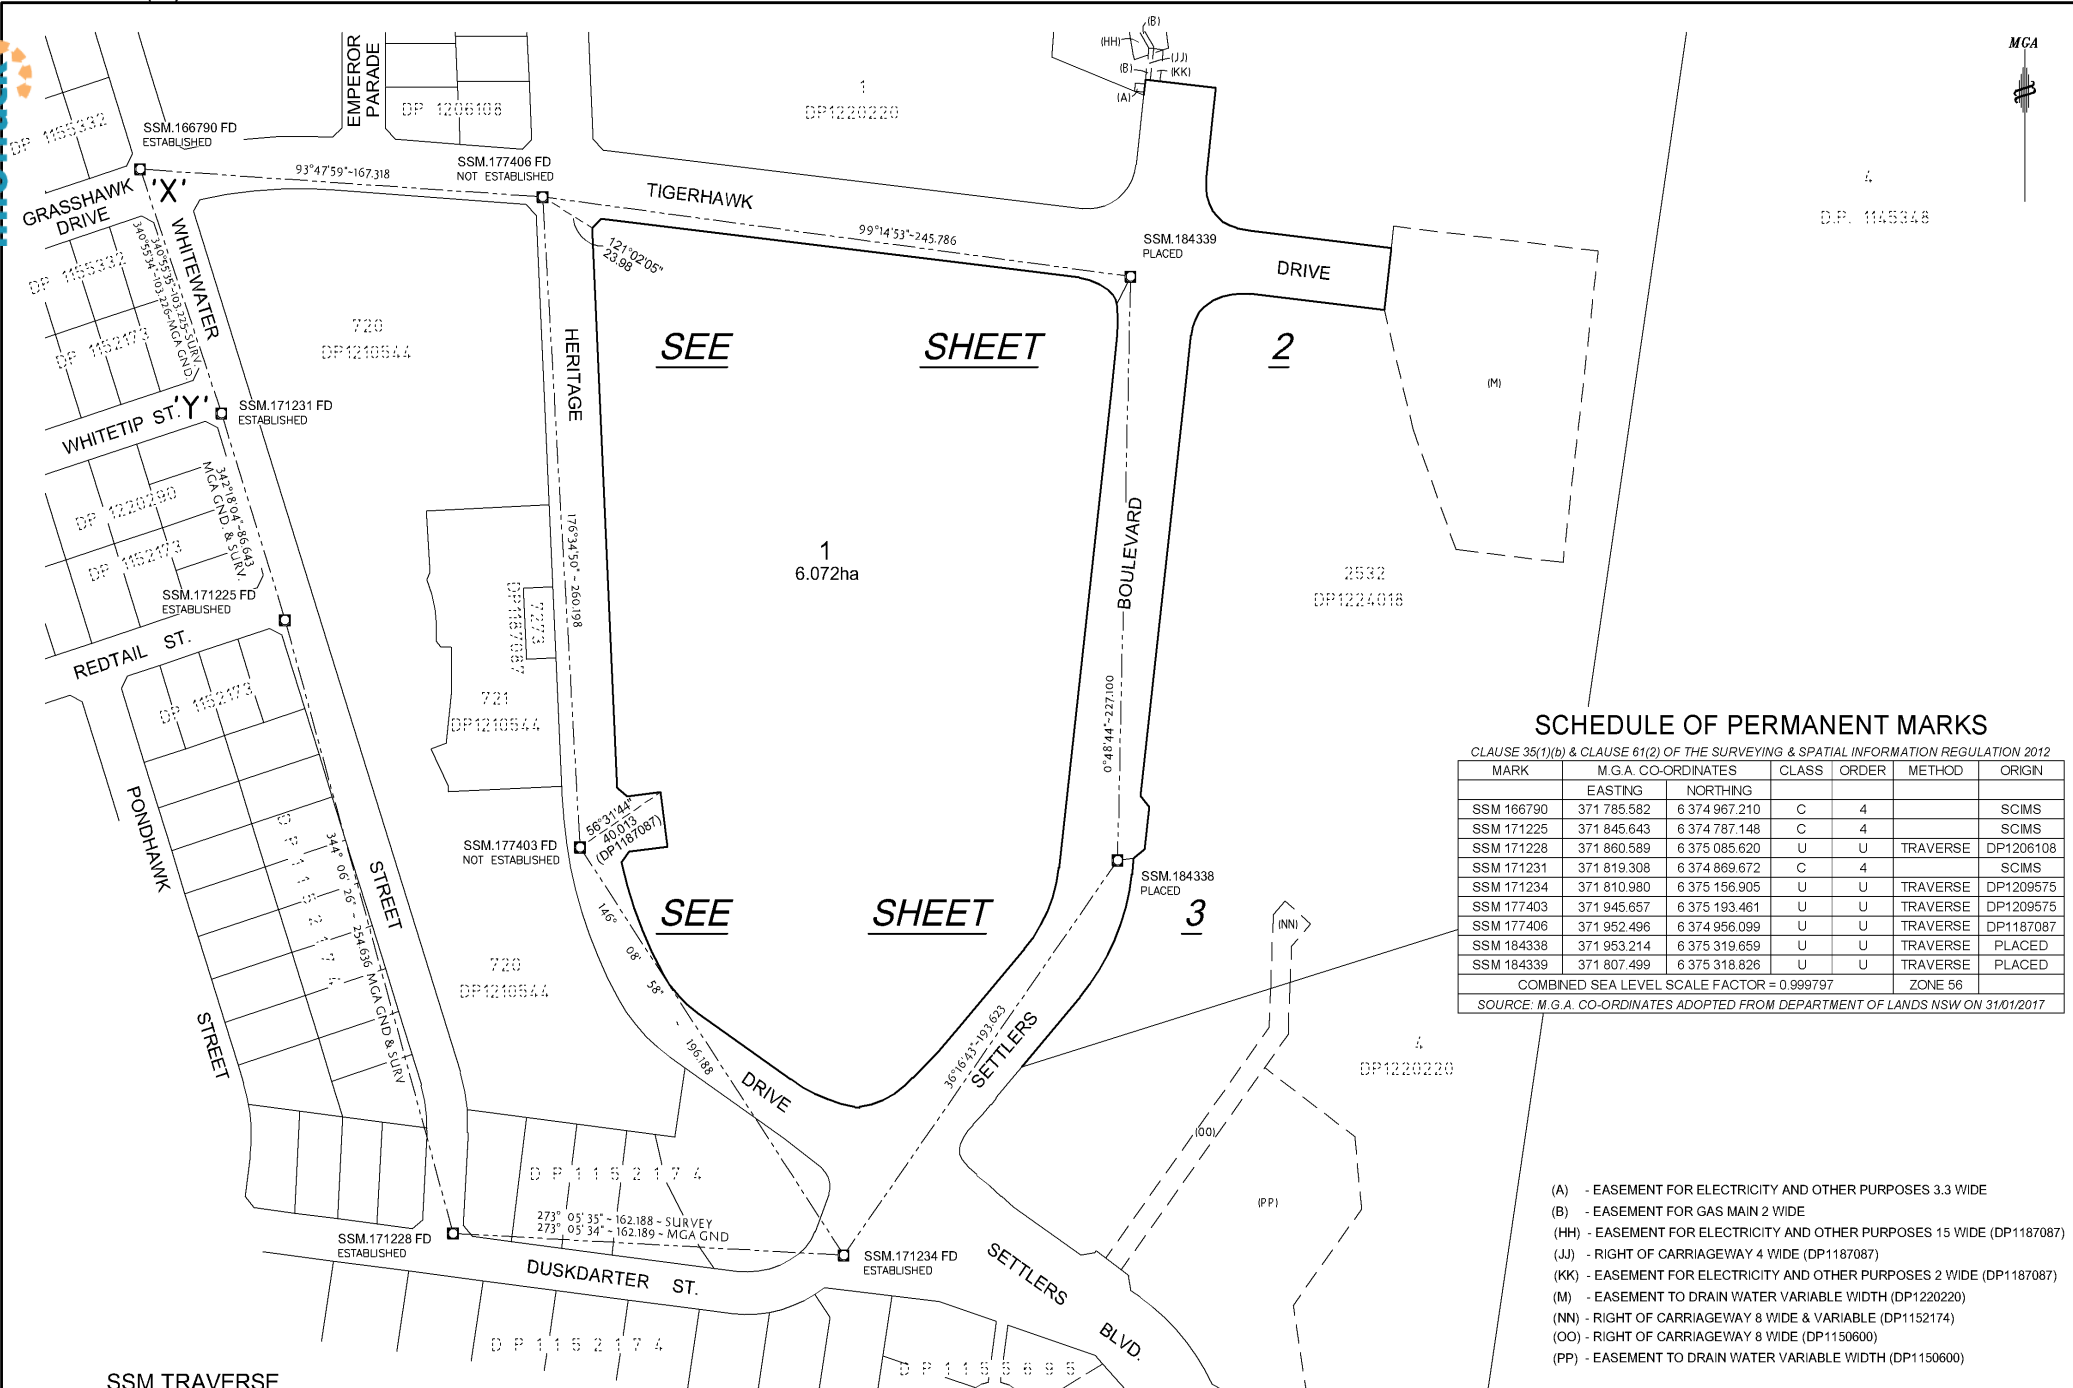 MGA
(B)
(HH)
(JJ)
(B)
(KK)
(A)
EMPEROR
PARADE
DP 1206108
1
DP1220220
DP 1155332
SSM.166790 FD
ESTABLISHED
SSM.177406 FD
NOT ESTABLISHED
93°47'59"-167.318
'X'
GRASSHAWK
DRIVE
TIGERHAWK
4
D.P. 1145348
WHITEWATER
340°55'35"-103.225-SURV.
340°55'34"-103.226-MGA GND.
121°02'05"
23.98
99°14'53"-245.786
SSM.184339
PLACED
DRIVE
DP 1155332
720
DP1210544
HERITAGE
SEE SHEET 2
DP 1152173
(M)
'Y'
WHITETIP ST.
SSM.171231 FD
ESTABLISHED
342°18'04"-86.643
MGA GND. & SURV.
DP 1220290
DP 1152173
176°34'50"-260.198
BOULEVARD
1
6.072ha
2532
DP1224018
SSM.171225 FD
ESTABLISHED
7273
DP1187087
REDTAIL ST.
DP 1152173
721
DP1210544
0°48'44"-227.100
SCHEDULE OF PERMANENT MARKS
CLAUSE 35(1)(b) & CLAUSE 61(2) OF THE SURVEYING & SPATIAL INFORMATION REGULATION 2012
MARK M.G.A. CO-ORDINATES CLASS ORDER METHOD ORIGIN
EASTING NORTHING
SSM 166790 371 785.582 6 374 967.210 C 4 SCIMS
SSM 171225 371 845.643 6 374 787.148 C 4 SCIMS
SSM 171228 371 860.589 6 375 085.620 U U TRAVERSE DP1206108
SSM 171231 371 819.308 6 374 869.672 C 4 SCIMS
SSM 171234 371 810.980 6 375 156.905 U U TRAVERSE DP1209575
SSM 177403 371 945.657 6 375 193.461 U U TRAVERSE DP1209575
SSM 177406 371 952.496 6 374 956.099 U U TRAVERSE DP1187087
SSM 184338 371 953.214 6 375 319.659 U U TRAVERSE PLACED
SSM 184339 371 807.499 6 375 318.826 U U TRAVERSE PLACED
COMBINED SEA LEVEL SCALE FACTOR = 0.999797 ZONE 56
SOURCE: M.G.A. CO-ORDINATES ADOPTED FROM DEPARTMENT OF LANDS NSW ON 31/01/2017
PONDHAWK
STREET
DP1152174
344° 06' 26" - 254.636 MGA GND & SURV
STREET
SSM.177403 FD
NOT ESTABLISHED
56°31'44"
40.013
(DP1187087)
SSM.184338
PLACED
SEE SHEET 3
(NN)
146° 08' 58" - 196.188
720
DP1210544
36°16'43"-193.623
SETTLERS
DRIVE
4
DP1220220
(OO)
(PP)
DP1152174
273° 05' 35" - 162.188 - SURVEY
273° 05' 34" - 162.189 - MGA GND
SSM.171228 FD
ESTABLISHED
SSM.171234 FD
ESTABLISHED
DUSKDARTER ST.
SETTLERS
BLVD.
DP1152174
DP1155695
(A) - EASEMENT FOR ELECTRICITY AND OTHER PURPOSES 3.3 WIDE
(B) - EASEMENT FOR GAS MAIN 2 WIDE
(HH) - EASEMENT FOR ELECTRICITY AND OTHER PURPOSES 15 WIDE (DP1187087)
(JJ) - RIGHT OF CARRIAGEWAY 4 WIDE (DP1187087)
(KK) - EASEMENT FOR ELECTRICITY AND OTHER PURPOSES 2 WIDE (DP1187087)
(M) - EASEMENT TO DRAIN WATER VARIABLE WIDTH (DP1220220)
(NN) - RIGHT OF CARRIAGEWAY 8 WIDE & VARIABLE (DP1152174)
(OO) - RIGHT OF CARRIAGEWAY 8 WIDE (DP1150600)
(PP) - EASEMENT TO DRAIN WATER VARIABLE WIDTH (DP1150600)
SSM TRAVERSE